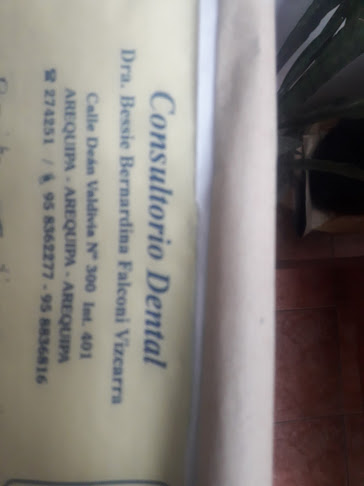 Consultorio Dental
Dra. Bessie Bernardina Falconi Vizcarra
Calle Deán Valdivia N° 300 Int. 401
AREQUIPA - AREQUIPA - AREQUIPA
☎ 274251 / 95 8362277 - 95 8836816